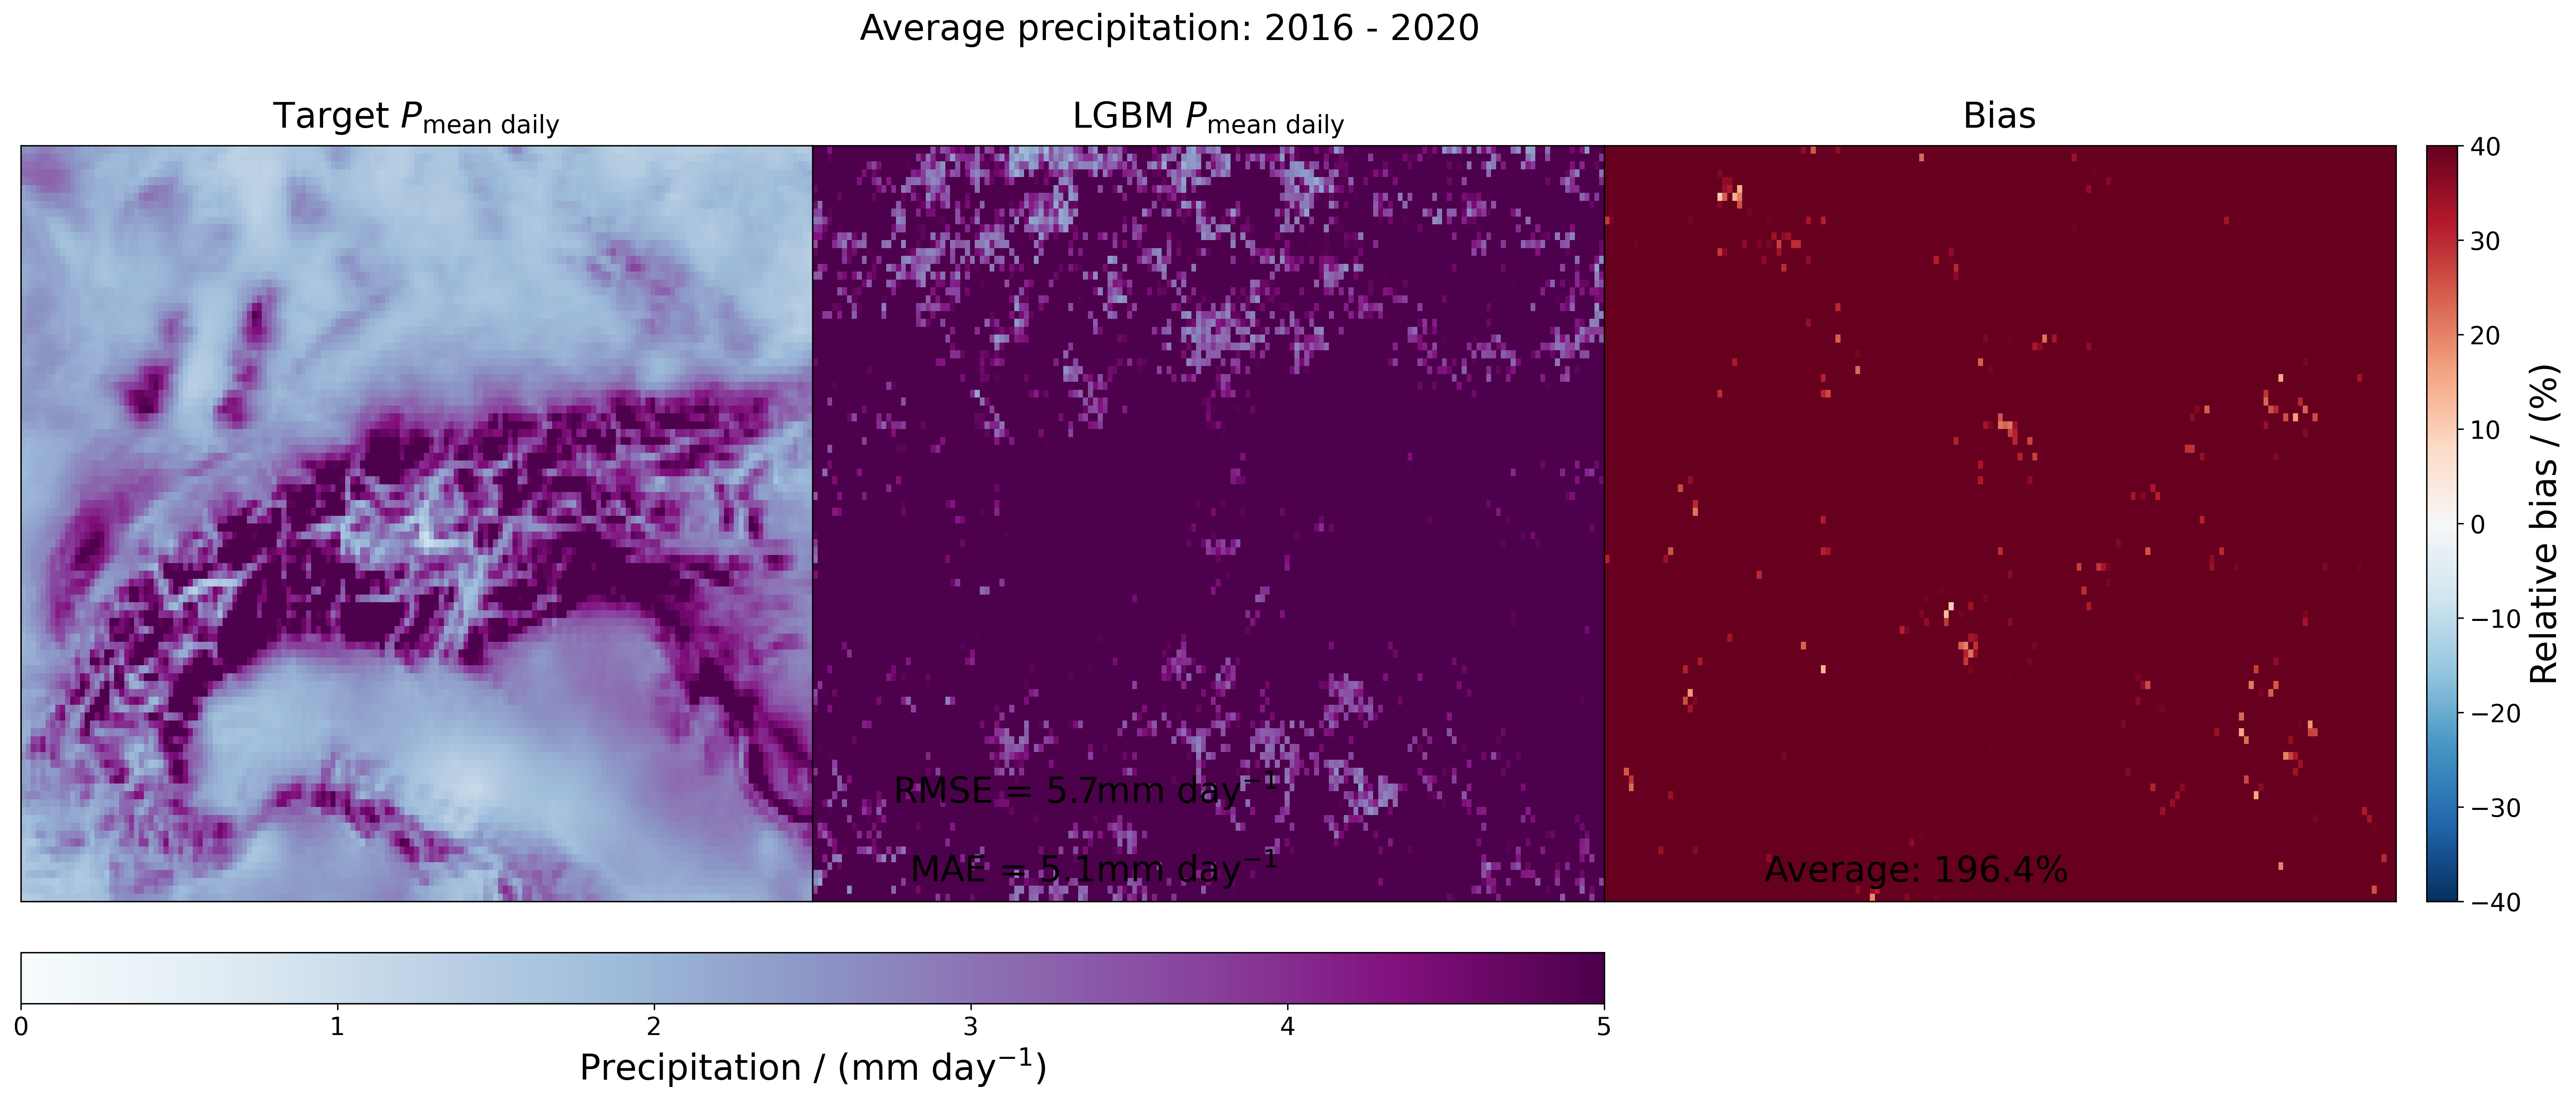 Average precipitation: 2016 - 2020
Target P_mean daily
LGBM P_mean daily
Bias
RMSE = 5.7mm day⁻¹
MAE = 5.1mm day⁻¹
Average: 196.4%
40
30
20
10
0
−10
−20
−30
−40
Relative bias / (%)
0 1 2 3 4 5
Precipitation / (mm day⁻¹)